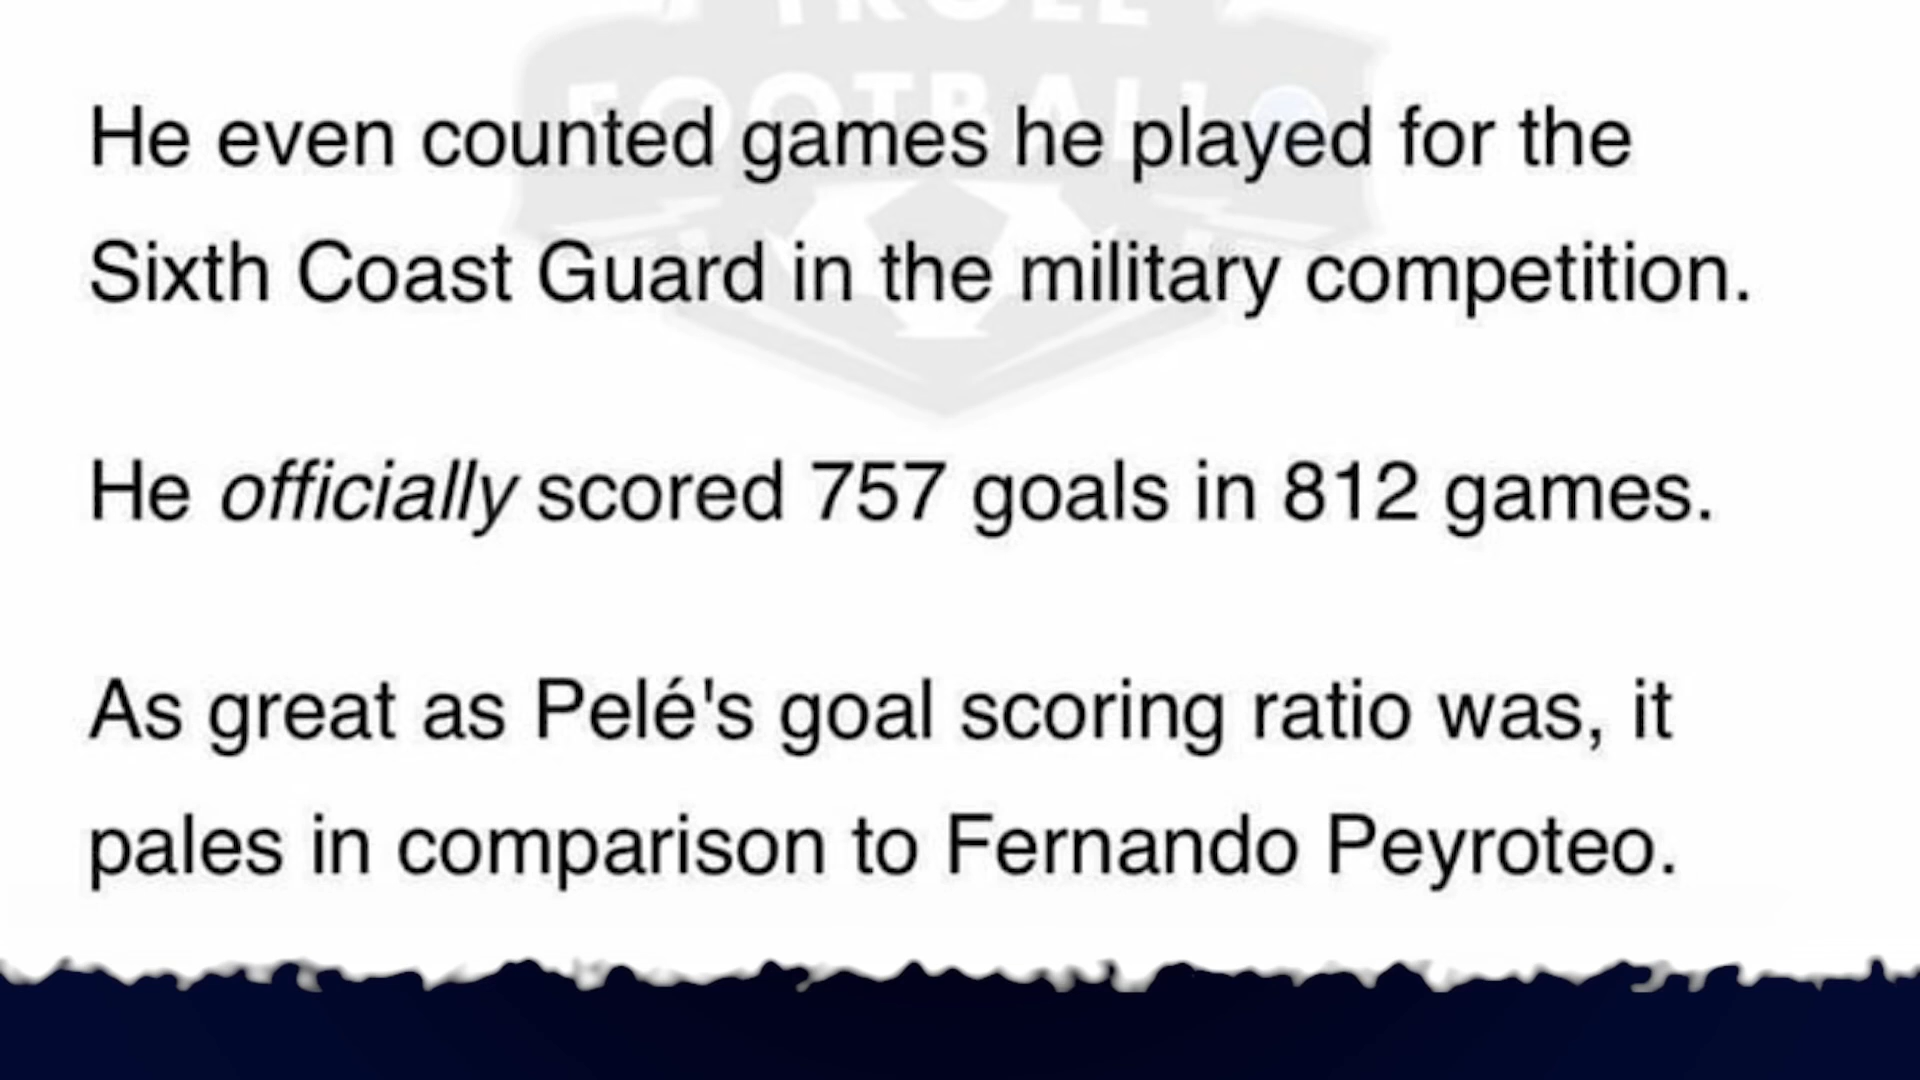 TROLL
FOOTBALL
He even counted games he played for the
Sixth Coast Guard in the military competition.
He officially scored 757 goals in 812 games.
As great as Pelé's goal scoring ratio was, it
pales in comparison to Fernando Peyroteo.